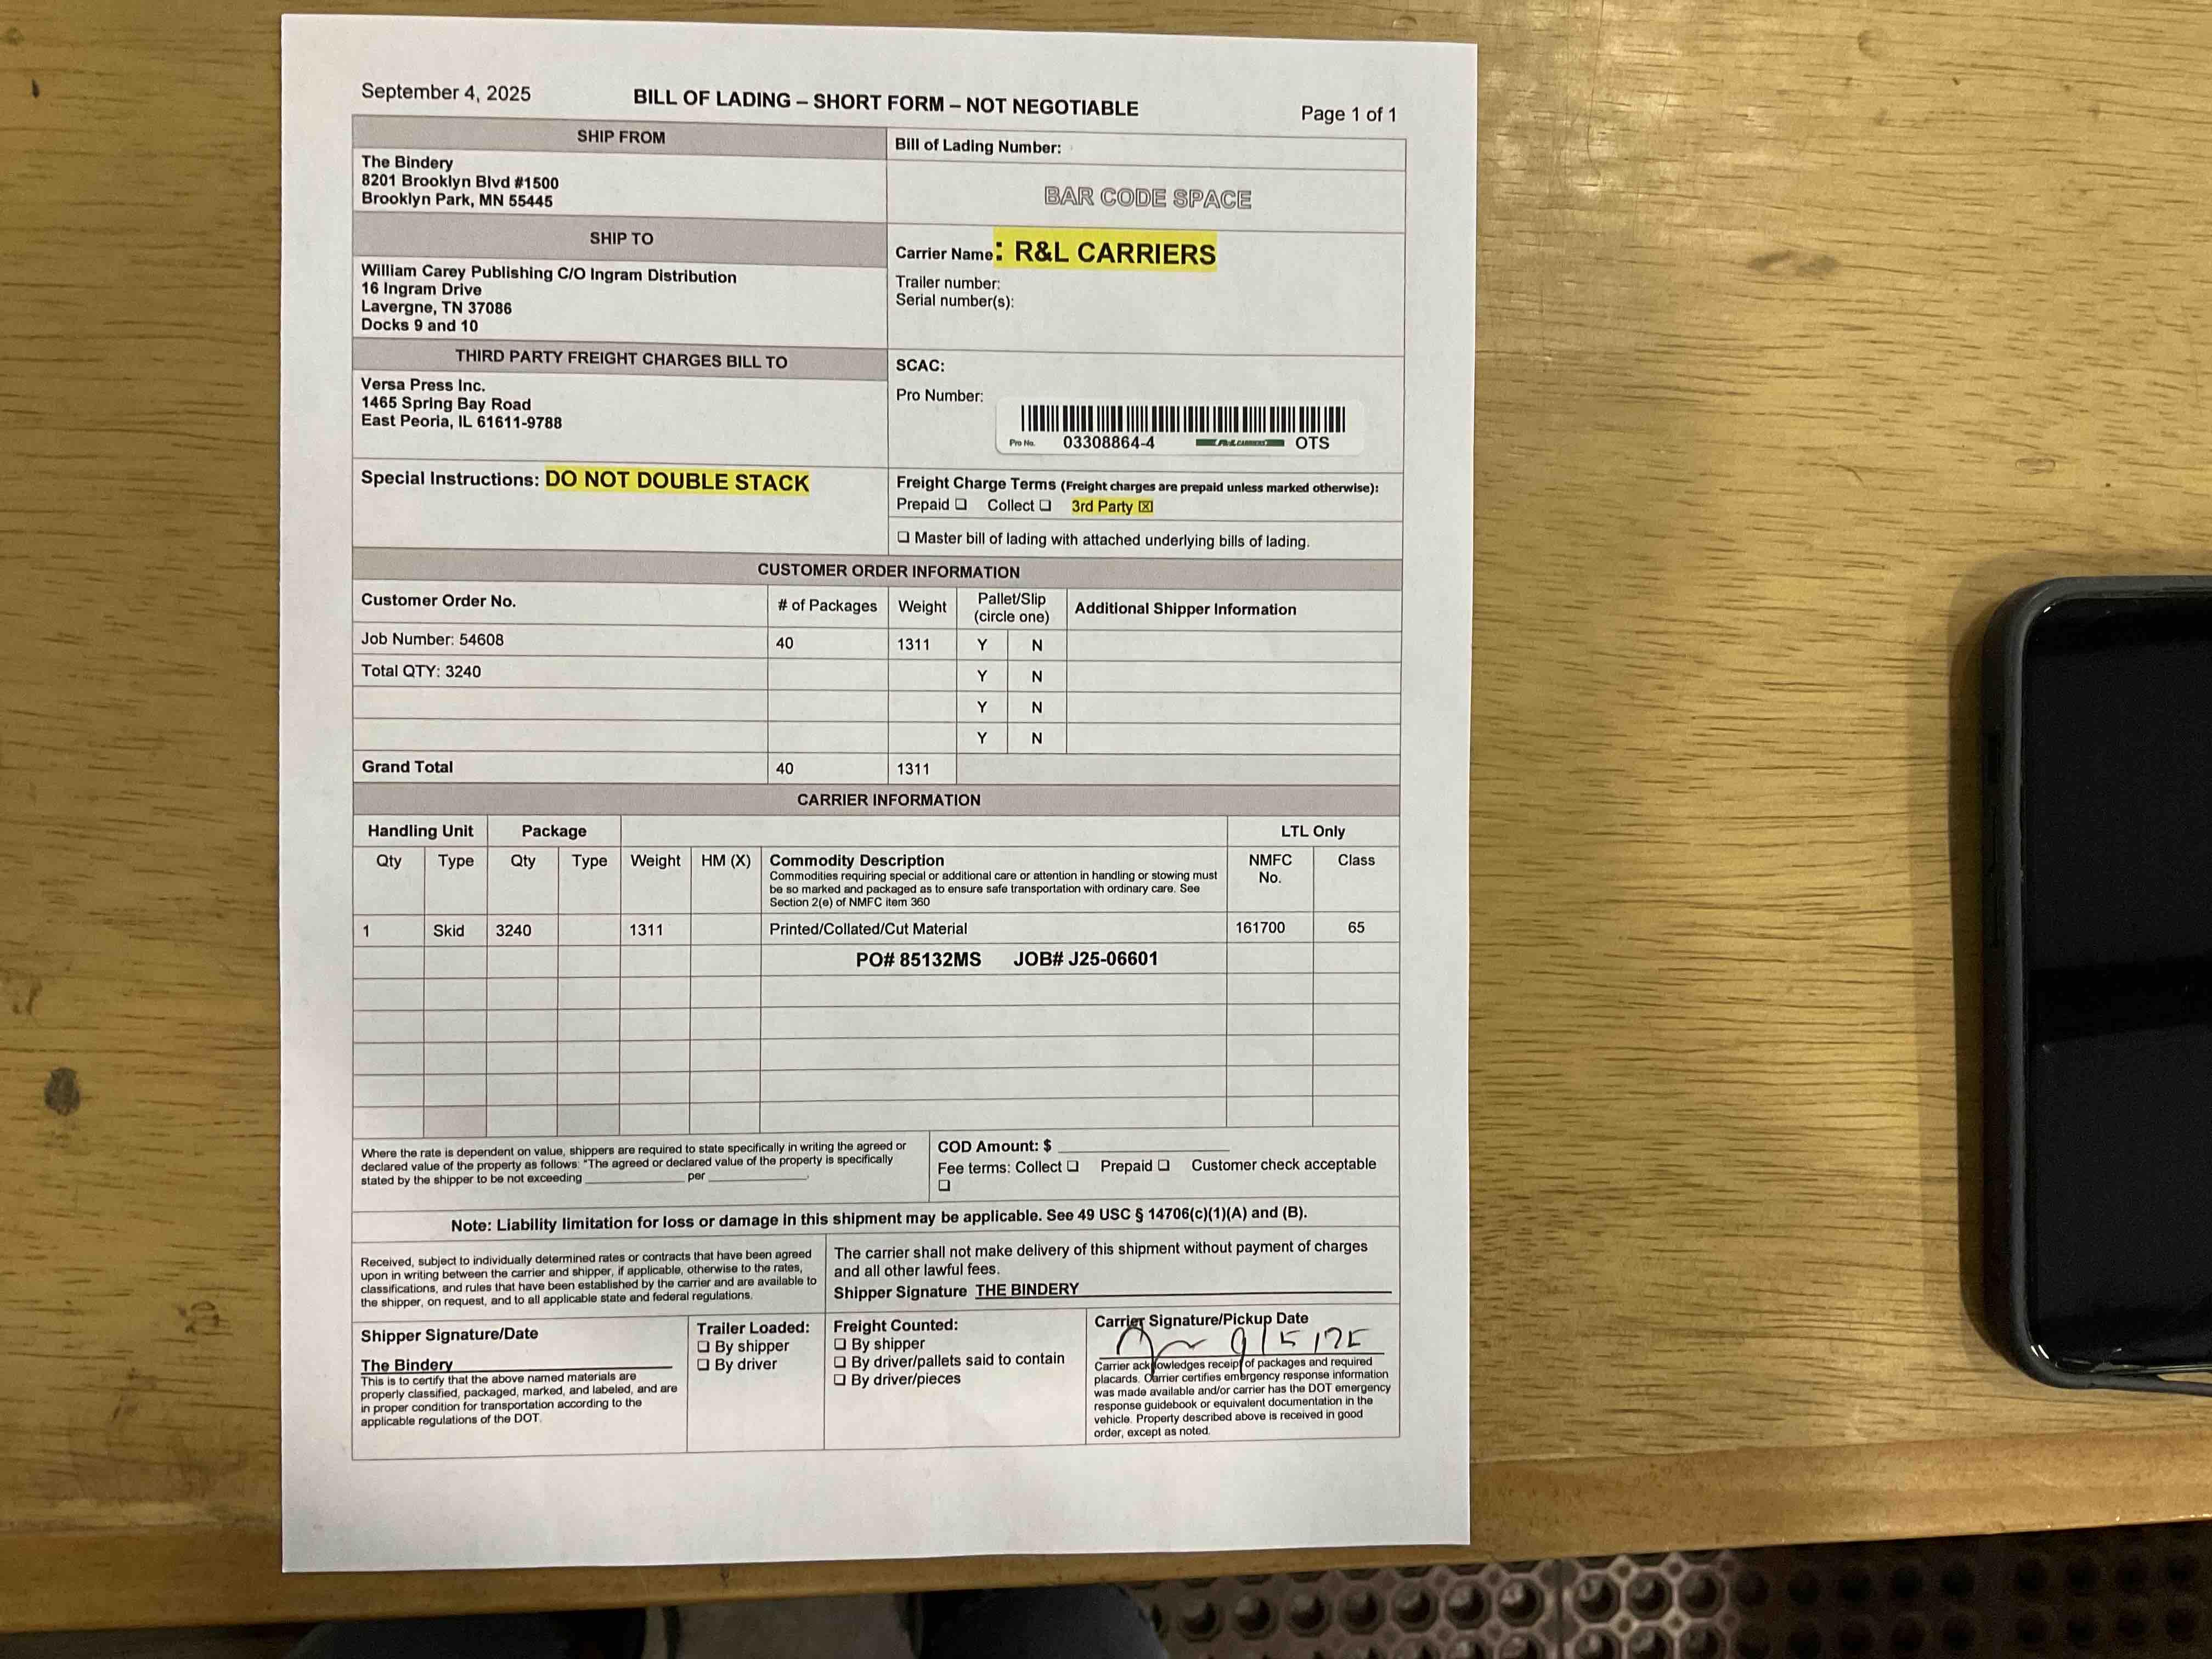 September 4, 2025
BILL OF LADING – SHORT FORM – NOT NEGOTIABLE
Page 1 of 1
SHIP FROM
The Bindery
8201 Brooklyn Blvd #1500
Brooklyn Park, MN 55445
Bill of Lading Number:
BAR CODE SPACE
SHIP TO
William Carey Publishing C/O Ingram Distribution
16 Ingram Drive
Lavergne, TN 37086
Docks 9 and 10
Carrier Name: R&L CARRIERS
Trailer number:
Serial number(s):
THIRD PARTY FREIGHT CHARGES BILL TO
Versa Press Inc.
1465 Spring Bay Road
East Peoria, IL 61611-9788
SCAC:
Pro Number:
Pro No. 03308864-4 R+L CARRIERS OTS
Special Instructions: DO NOT DOUBLE STACK
Freight Charge Terms (Freight charges are prepaid unless marked otherwise):
Prepaid ❑ Collect ❑ 3rd Party ☒
❑ Master bill of lading with attached underlying bills of lading.
CUSTOMER ORDER INFORMATION
Customer Order No. # of Packages Weight Pallet/Slip (circle one) Additional Shipper Information
Job Number: 54608 40 1311 Y N
Total QTY: 3240 Y N
Y N
Y N
Grand Total 40 1311
CARRIER INFORMATION
Handling Unit Package LTL Only
Qty Type Qty Type Weight HM (X) Commodity Description NMFC No. Class
Commodities requiring special or additional care or attention in handling or stowing must
be so marked and packaged as to ensure safe transportation with ordinary care. See
Section 2(e) of NMFC item 360
1 Skid 3240 1311 Printed/Collated/Cut Material 161700 65
PO# 85132MS JOB# J25-06601
Where the rate is dependent on value, shippers are required to state specifically in writing the agreed or
declared value of the property as follows: "The agreed or declared value of the property is specifically
stated by the shipper to be not exceeding ____________ per ____________.
COD Amount: $ ____________
Fee terms: Collect ❑ Prepaid ❑ Customer check acceptable
❑
Note: Liability limitation for loss or damage in this shipment may be applicable. See 49 USC § 14706(c)(1)(A) and (B).
Received, subject to individually determined rates or contracts that have been agreed
upon in writing between the carrier and shipper, if applicable, otherwise to the rates,
classifications, and rules that have been established by the carrier and are available to
the shipper, on request, and to all applicable state and federal regulations.
The carrier shall not make delivery of this shipment without payment of charges
and all other lawful fees.
Shipper Signature THE BINDERY
Shipper Signature/Date
The Bindery
This is to certify that the above named materials are
properly classified, packaged, marked, and labeled, and are
in proper condition for transportation according to the
applicable regulations of the DOT.
Trailer Loaded:
❑ By shipper
❑ By driver
Freight Counted:
❑ By shipper
❑ By driver/pallets said to contain
❑ By driver/pieces
Carrier Signature/Pickup Date
9/5/25
Carrier acknowledges receipt of packages and required
placards. Carrier certifies emergency response information
was made available and/or carrier has the DOT emergency
response guidebook or equivalent documentation in the
vehicle. Property described above is received in good
order, except as noted.